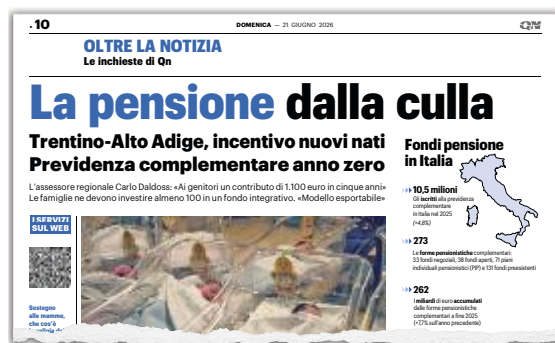 .10
DOMENICA — 21 GIUGNO 2026
QN
OLTRE LA NOTIZIA
Le inchieste di Qn
La pensione dalla culla
Trentino-Alto Adige, incentivo nuovi nati
Previdenza complementare anno zero
L'assessore regionale Carlo Daldoss: «Ai genitori un contributo di 1.100 euro in cinque anni»
Le famiglie ne devono investire almeno 100 in un fondo integrativo. «Modello esportabile»
I SERVIZI
SUL WEB
Sostegno
alle mamme,
che cos'è
Fondi pensione
in Italia
10,5 milioni
Gli iscritti alla previdenza
complementare
in Italia nel 2025
(+4,8%)
273
Le forme pensionistiche complementari:
33 fondi negoziali, 38 fondi aperti, 71 piani
individuali pensionistici (PIP) e 131 fondi preesistenti
262
I miliardi di euro accumulati
dalle forme pensionistiche
complementari a fine 2025
(+7,7% sull'anno precedente)